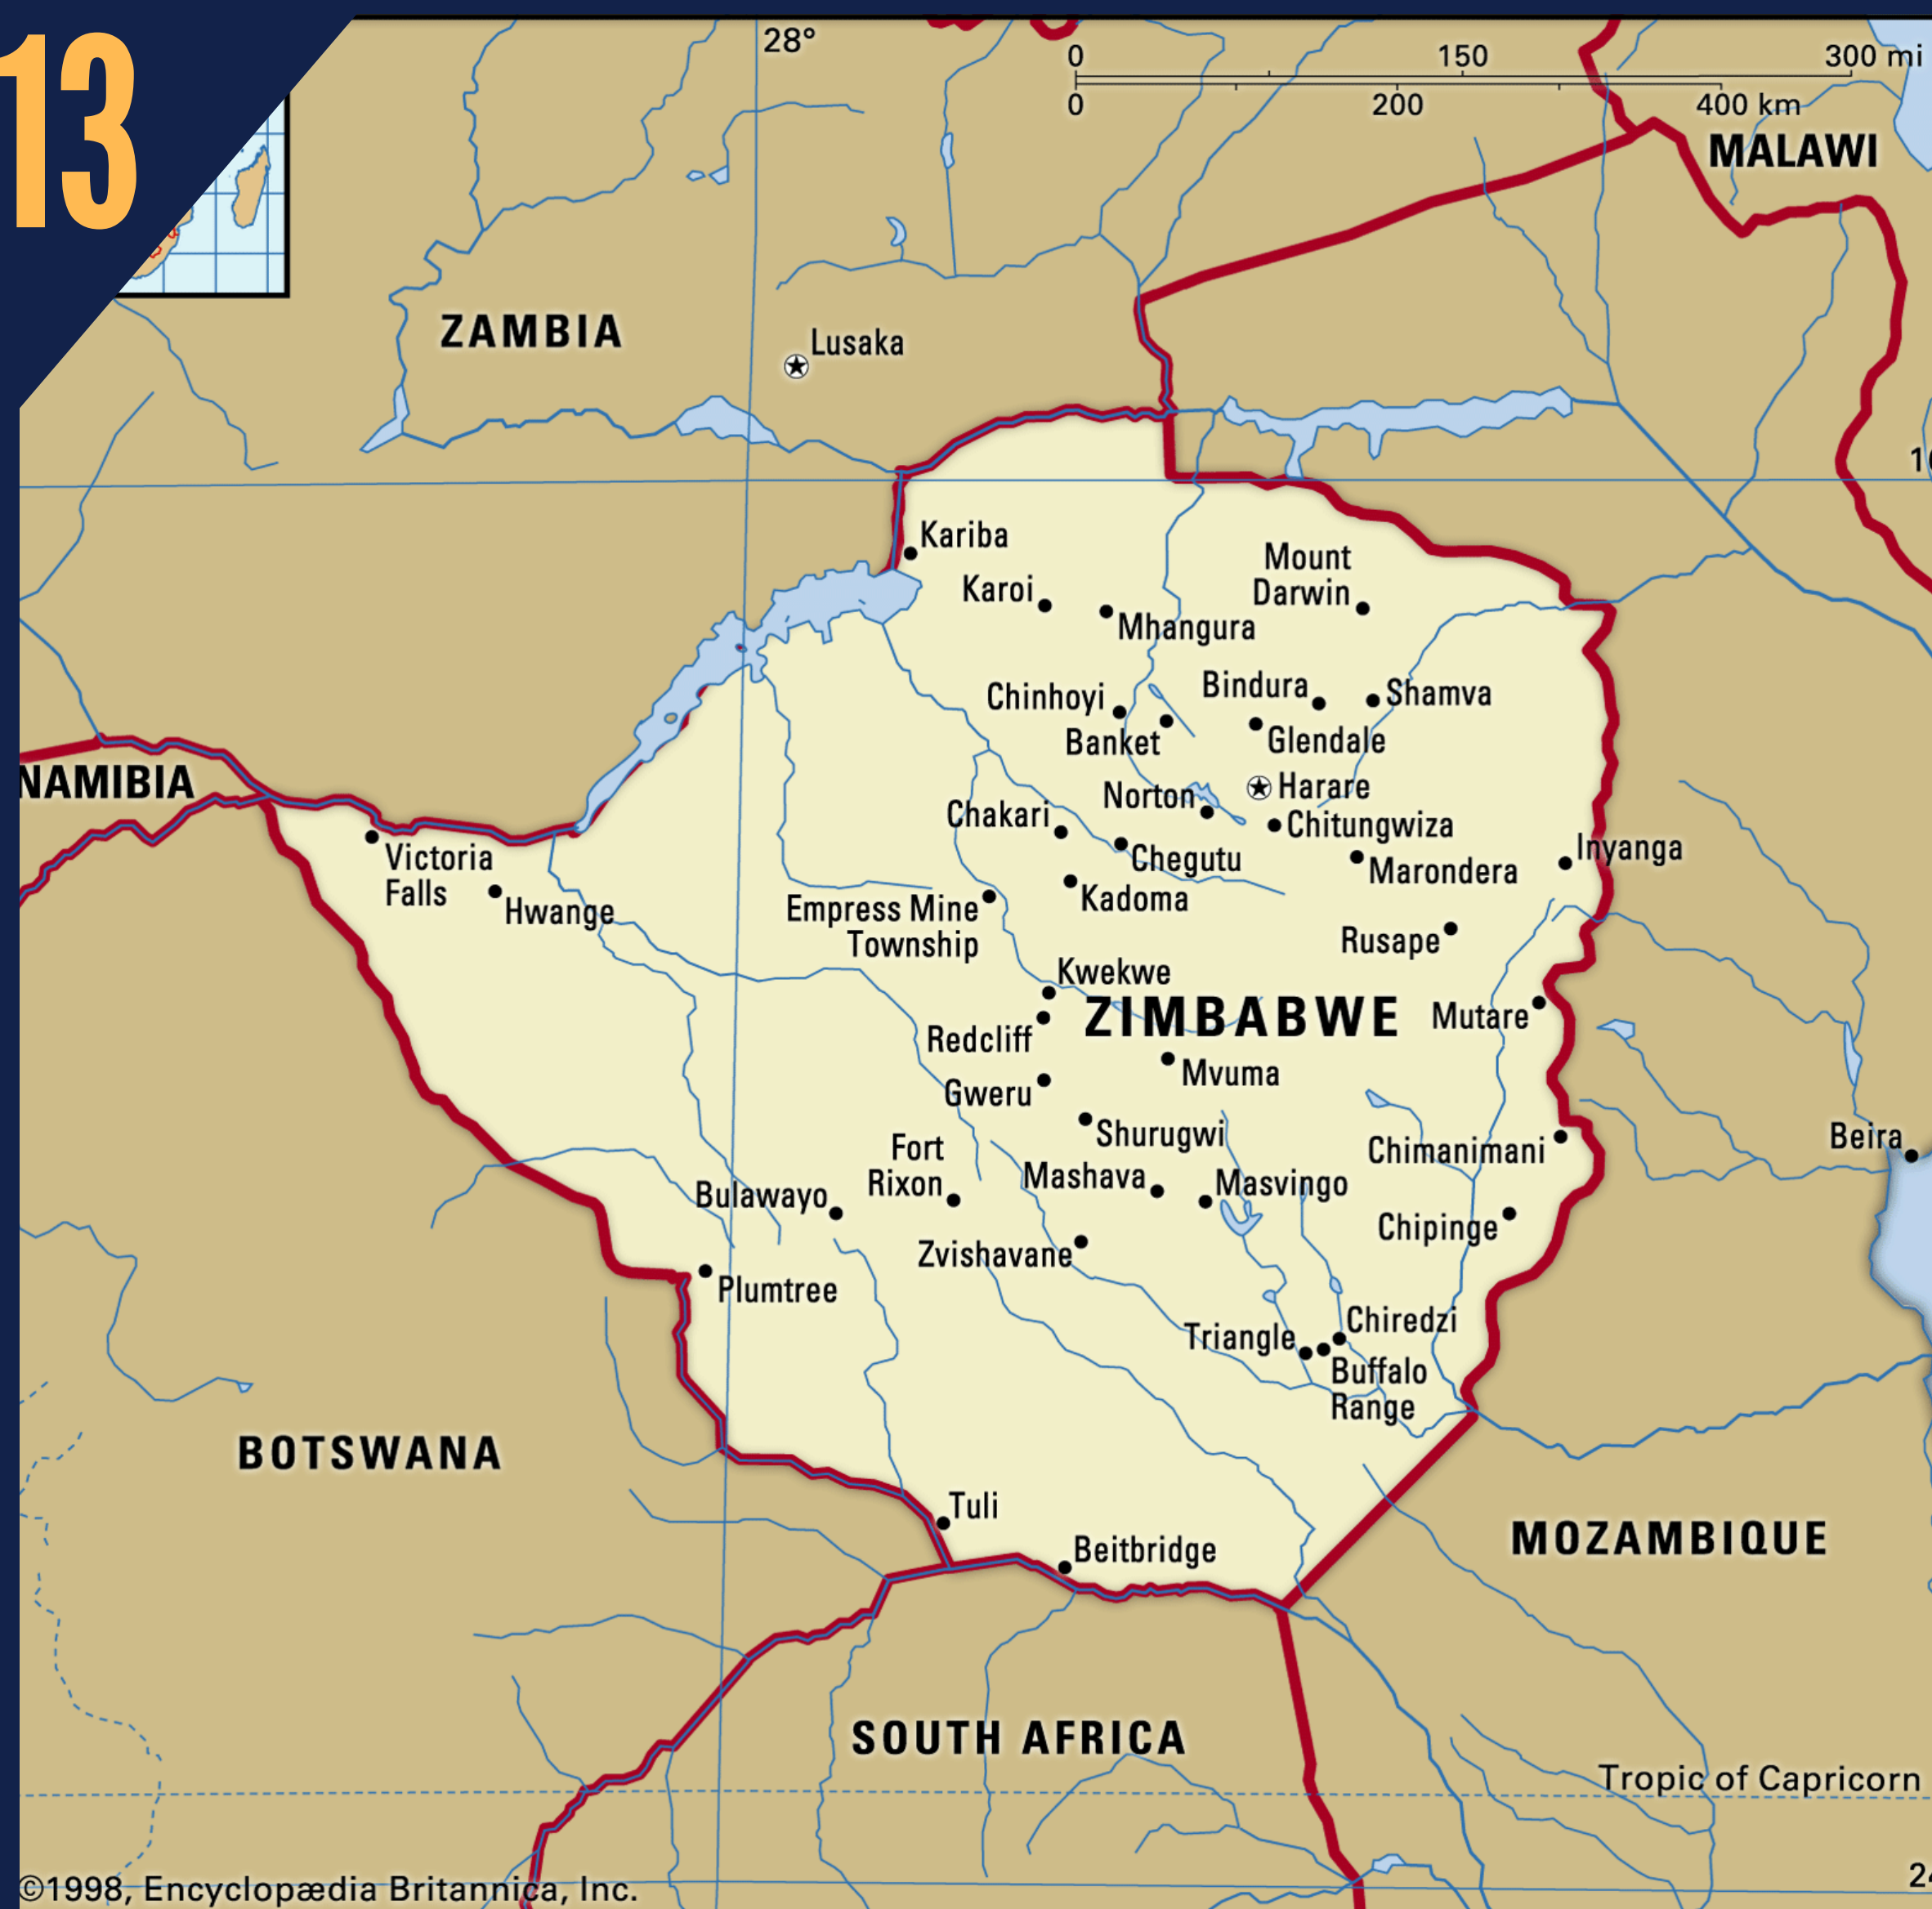 13
28°
0 150 300 mi
0 200 400 km
MALAWI
ZAMBIA
Lusaka
Kariba
Karoi
Mount
Darwin
Mhangura
Chinhoyi
Bindura
Shamva
Banket
Glendale
NAMIBIA
Harare
Norton
Chakari
Chitungwiza
Victoria
Falls
Chegutu
Inyanga
Marondera
Hwange
Kadoma
Empress Mine
Township
Rusape
Kwekwe
ZIMBABWE
Mutare
Redcliff
Mvuma
Gweru
Shurugwi
Beira
Chimanimani
Fort
Rixon
Mashava
Masvingo
Bulawayo
Chipinge
Zvishavane
Plumtree
Chiredzi
Triangle
Buffalo
Range
BOTSWANA
Tuli
MOZAMBIQUE
Beitbridge
SOUTH AFRICA
Tropic of Capricorn
©1998, Encyclopædia Britannica, Inc.